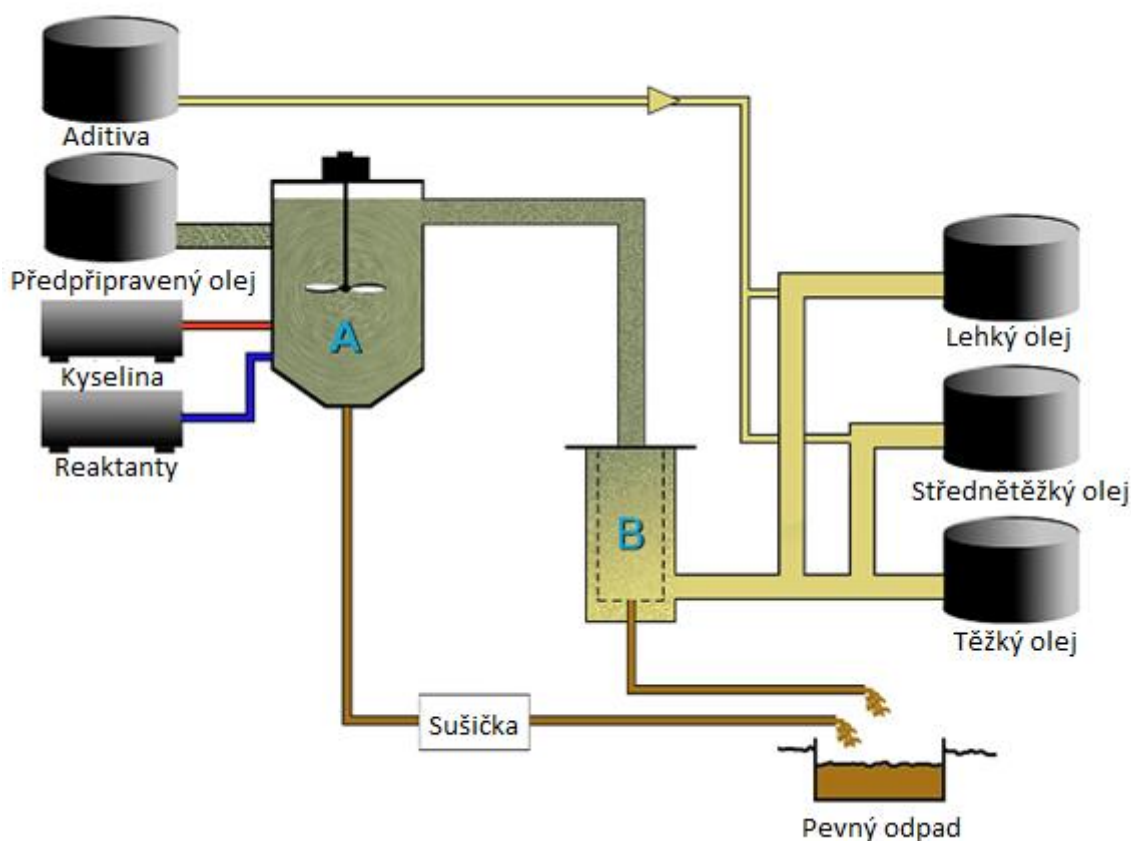 Aditiva
Předpřipravený olej
Kyselina
Reaktanty
A
B
Sušička
Lehký olej
Střednětěžký olej
Těžký olej
Pevný odpad